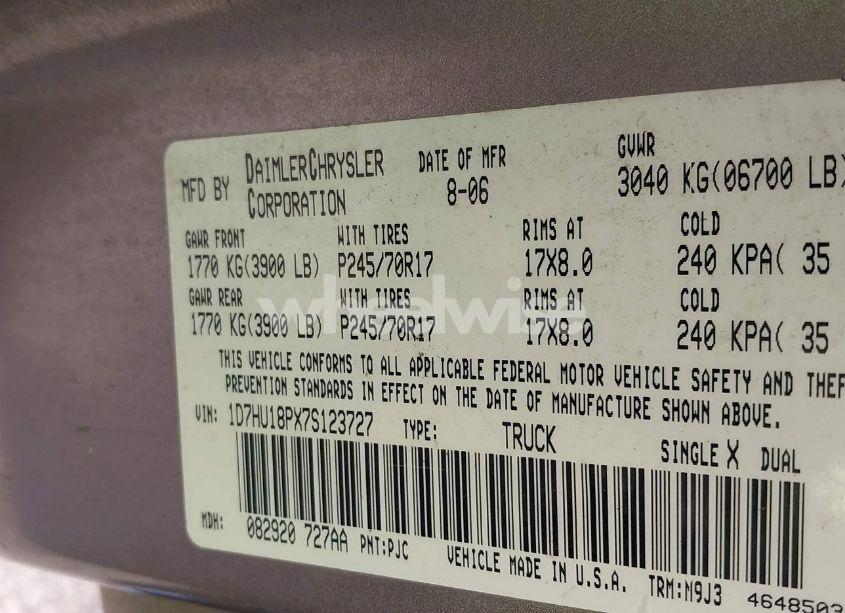 MFD BY DAIMLERCHRYSLER CORPORATION DATE OF MFR 8-06 GVWR 3040 KG(06700 LB)
GAWR FRONT WITH TIRES RIMS AT COLD
1770 KG(3900 LB) P245/70R17 17X8.0 240 KPA( 35
GAWR REAR WITH TIRES RIMS AT COLD
1770 KG(3900 LB) P245/70R17 17X8.0 240 KPA( 35
wheelwise
THIS VEHICLE CONFORMS TO ALL APPLICABLE FEDERAL MOTOR VEHICLE SAFETY AND THEF
PREVENTION STANDARDS IN EFFECT ON THE DATE OF MANUFACTURE SHOWN ABOVE.
VIN: 1D7HU18PX7S123727 TYPE: TRUCK SINGLE X DUAL
MDH: 082920 727AA PNT:PJC VEHICLE MADE IN U.S.A. TRM:M9J3 4648503